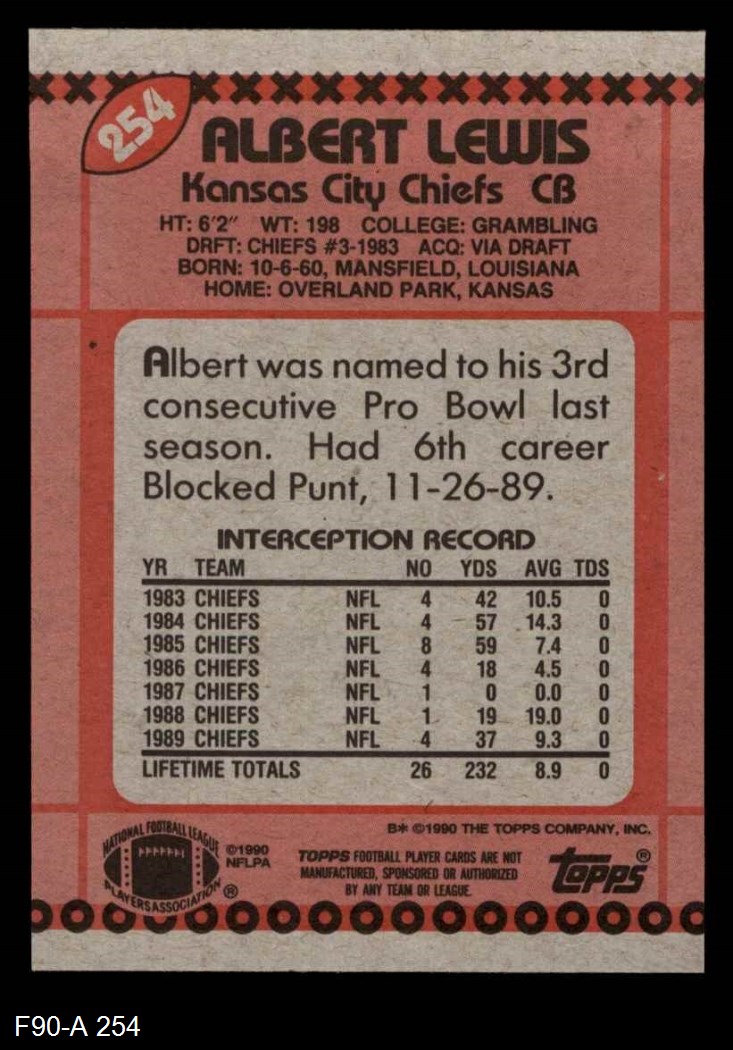 254
ALBERT LEWIS
Kansas City Chiefs CB
HT: 6'2" WT: 198 COLLEGE: GRAMBLING
DRFT: CHIEFS #3-1983 ACQ: VIA DRAFT
BORN: 10-6-60, MANSFIELD, LOUISIANA
HOME: OVERLAND PARK, KANSAS
Albert was named to his 3rd
consecutive Pro Bowl last
season. Had 6th career
Blocked Punt, 11-26-89.
INTERCEPTION RECORD
YR TEAM NO YDS AVG TDS
1983 CHIEFS NFL 4 42 10.5 0
1984 CHIEFS NFL 4 57 14.3 0
1985 CHIEFS NFL 8 59 7.4 0
1986 CHIEFS NFL 4 18 4.5 0
1987 CHIEFS NFL 1 0 0.0 0
1988 CHIEFS NFL 1 19 19.0 0
1989 CHIEFS NFL 4 37 9.3 0
LIFETIME TOTALS 26 232 8.9 0
B* ©1990 THE TOPPS COMPANY, INC.
NATIONAL FOOTBALL LEAGUE
PLAYERS ASSOCIATION ®
©1990
NFLPA
TOPPS FOOTBALL PLAYER CARDS ARE NOT
MANUFACTURED, SPONSORED OR AUTHORIZED
BY ANY TEAM OR LEAGUE.
topps®
F90-A 254